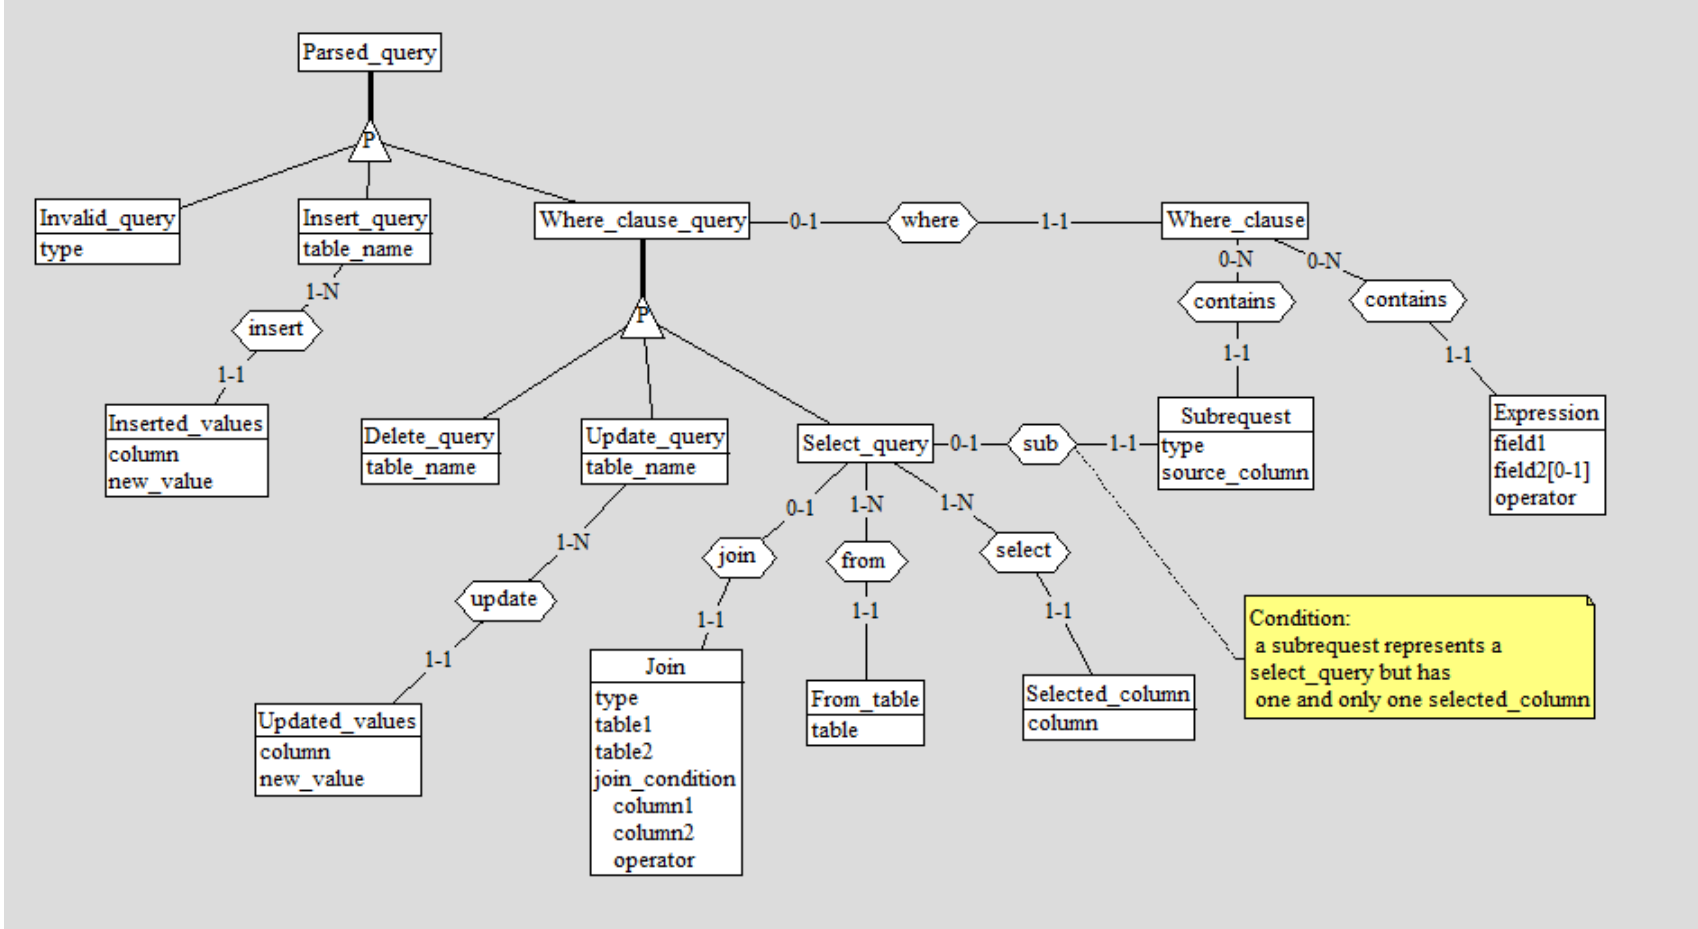 Parsed_query
P
Invalid_query
type
Insert_query
table_name
Where_clause_query
0-1
where
1-1
Where_clause
1-N
insert
1-1
Inserted_values
column
new_value
P
0-N
contains
1-1
0-N
contains
1-1
Delete_query
table_name
Update_query
table_name
Select_query
0-1
sub
1-1
Subrequest
type
source_column
Expression
field1
field2[0-1]
operator
1-N
update
1-1
Updated_values
column
new_value
0-1
join
1-1
Join
type
table1
table2
join_condition
column1
column2
operator
1-N
from
1-1
From_table
table
1-N
select
1-1
Selected_column
column
Condition:
a subrequest represents a
select_query but has
one and only one selected_column